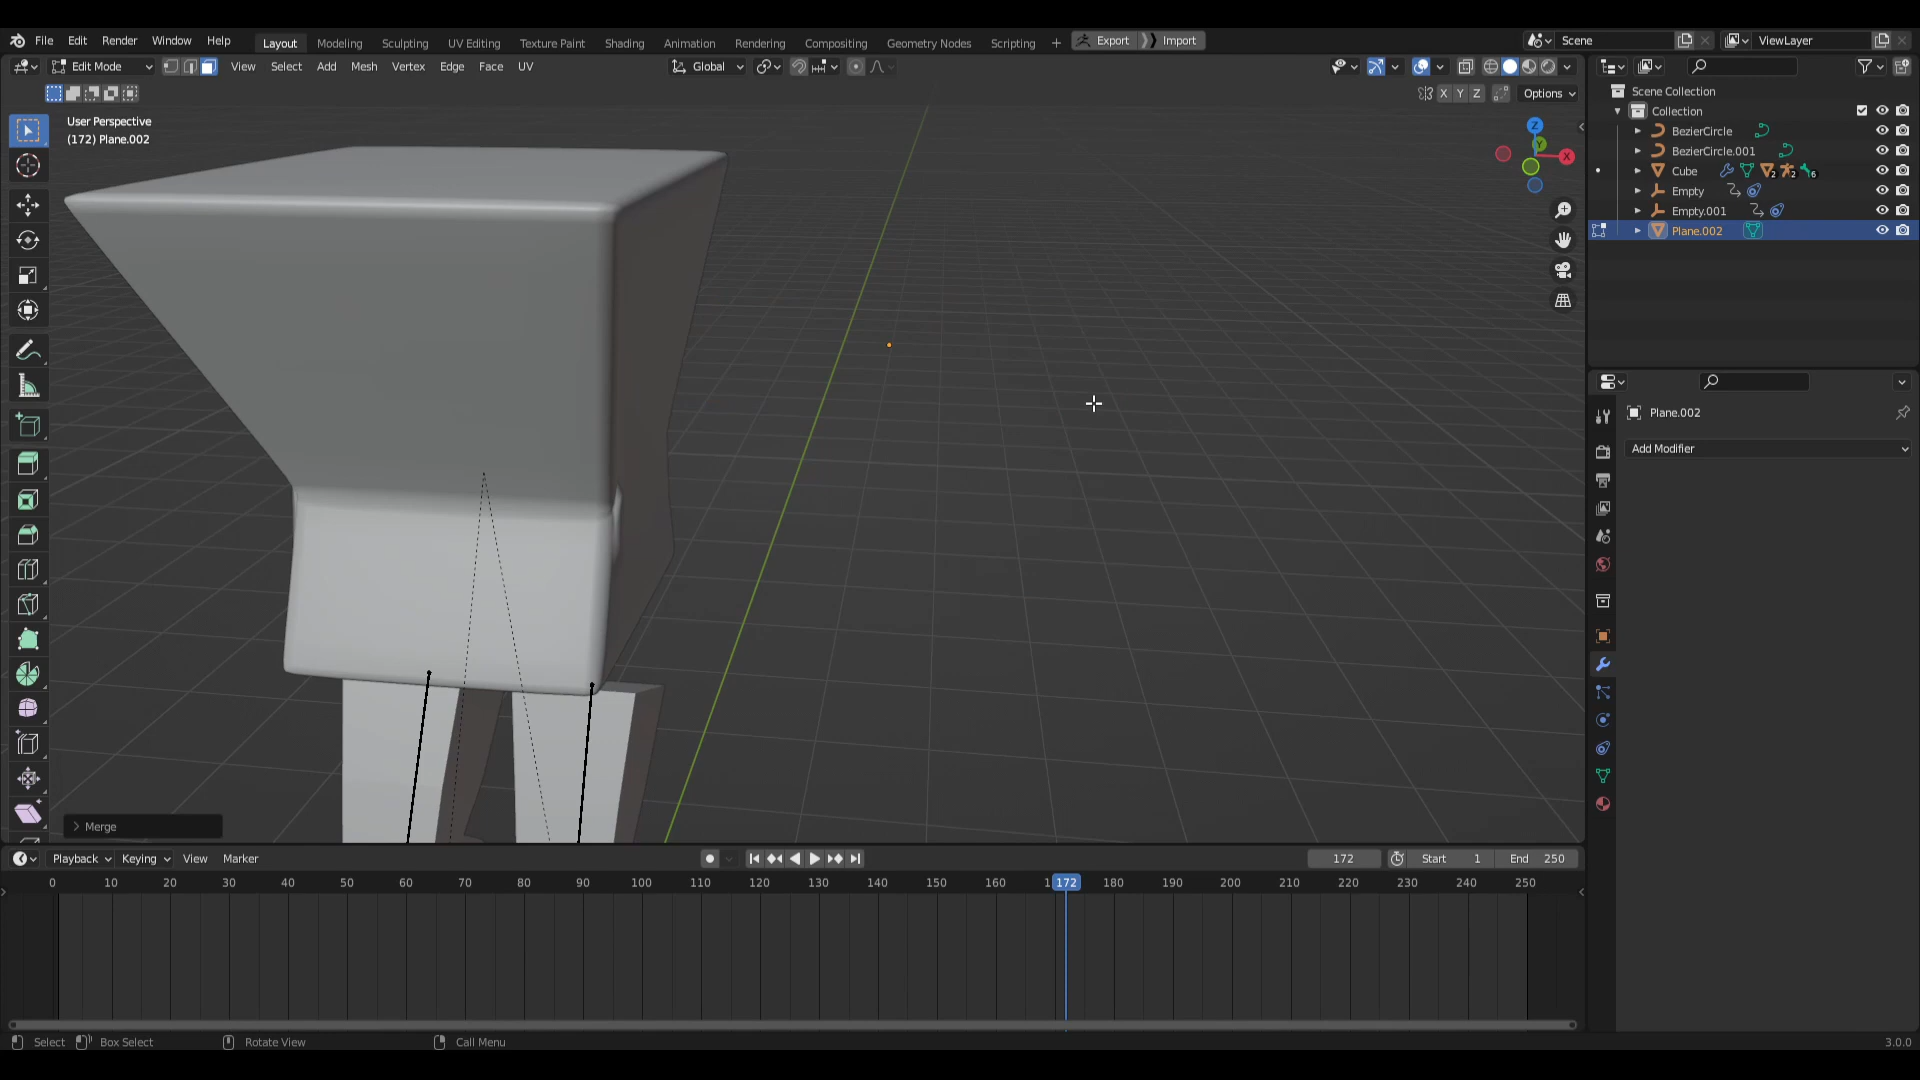 File Edit Render Window Help Layout Modeling Sculpting UV Editing Texture Paint Shading Animation Rendering Compositing Geometry Nodes Scripting + Export Import Scene ViewLayer
Edit Mode View Select Add Mesh Vertex Edge Face UV Global
X Y Z Options
Scene Collection
Collection
BezierCircle
BezierCircle.001
Cube 2 2 6
Empty
Empty.001
Plane.002
User Perspective
(172) Plane.002
Z
Y
X
Plane.002
Add Modifier
Merge
Playback Keying View Marker 172 Start 1 End 250
0 10 20 30 40 50 60 70 80 90 100 110 120 130 140 150 160 1 172 180 190 200 210 220 230 240 250
Select Box Select Rotate View Call Menu 3.0.0